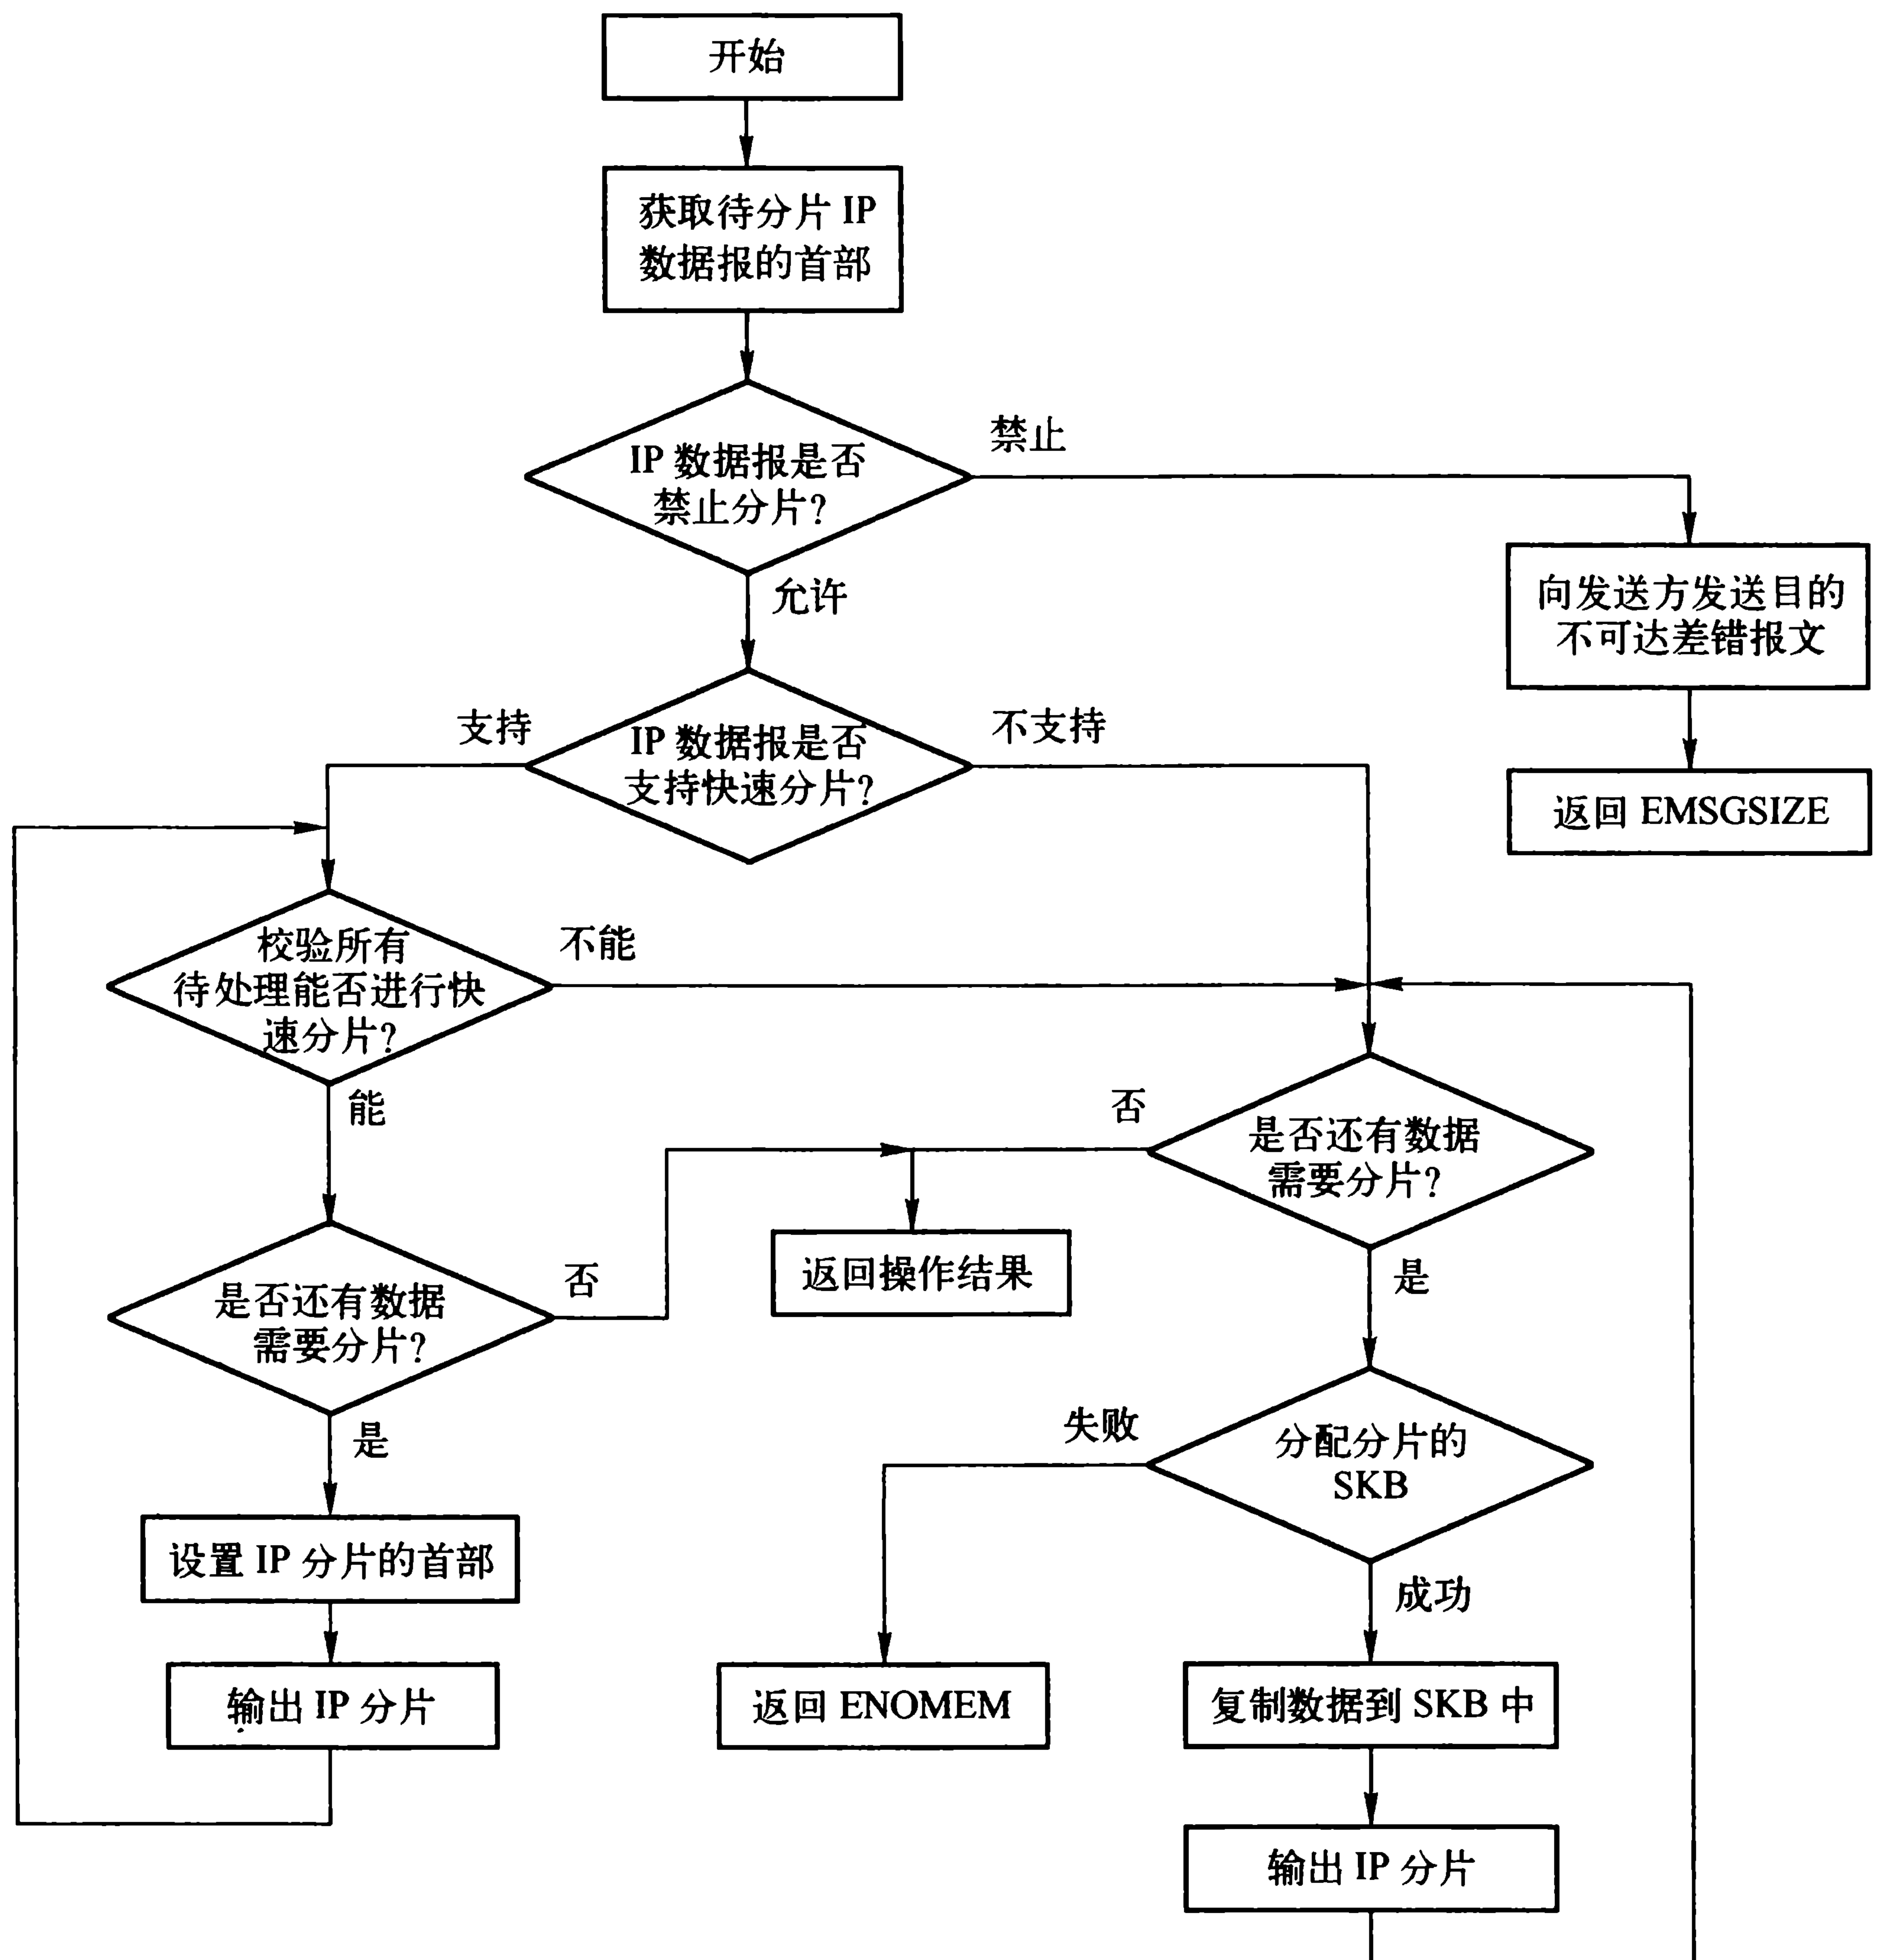 开始
获取待分片 IP
数据报的首部
IP 数据报是否
禁止分片?
禁止
允许
向发送方发送目的
不可达差错报文
返回 EMSGSIZE
支持
IP 数据报是否
支持快速分片?
不支持
校验所有
待处理能否进行快
速分片?
不能
能
否
是否还有数据
需要分片?
是否还有数据
需要分片?
否
返回操作结果
是
是
失败
分配分片的
SKB
设置 IP 分片的首部
成功
输出 IP 分片
返回 ENOMEM
复制数据到 SKB 中
输出 IP 分片